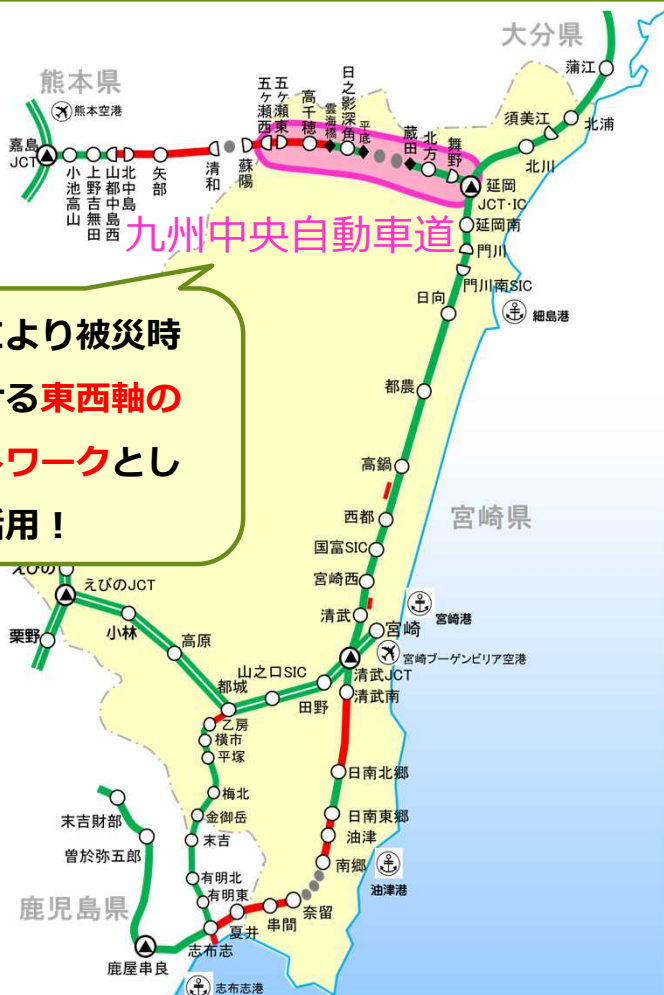 大分県
熊本県
蒲江
熊本空港
五ヶ瀬西
五ヶ瀬東
高千穂
雲海橋
日之影深角
平底
蔵田
北方
舞野
須美江
北浦
北川
嘉島
JCT
小池高山
上野吉無田
山都中島西
北中島
矢部
清和
蘇陽
延岡
JCT・IC
延岡南
九州中央自動車道
門川
門川南SIC
日向
細島港
より被災時
る東西軸の
ワークとし
用！
都農
高鍋
西都
宮崎県
国富SIC
宮崎西
えびの
えびのJCT
清武
宮崎港
宮崎
栗野
小林
高原
宮崎ブーゲンビリア空港
山之口SIC
清武JCT
都城
田野
清武南
乙房
横市
平塚
日南北郷
梅北
末吉財部
金御岳
日南東郷
末吉
油津
曽於弥五郎
南郷
油津港
有明北
有明東
奈留
鹿児島県
串間
夏井
志布志
鹿屋串良
志布志港